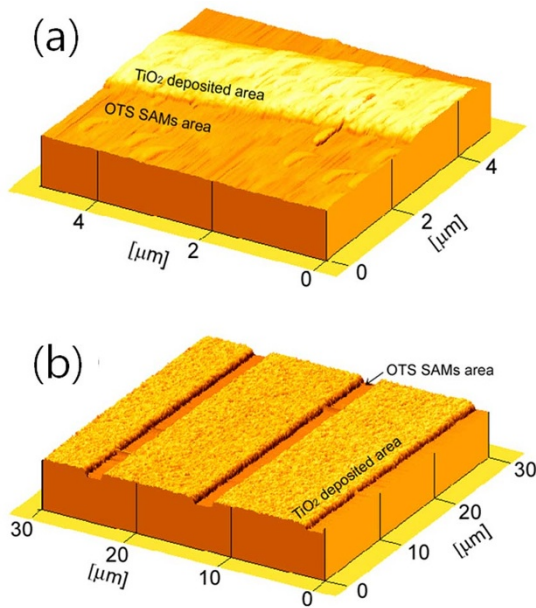 (a)
TiO₂ deposited area
OTS SAMs area
4
2
0
[μm]
0
2
4
[μm]
(b)
OTS SAMs area
TiO₂ deposited area
30
20
10
0
[μm]
0
10
20
30
[μm]